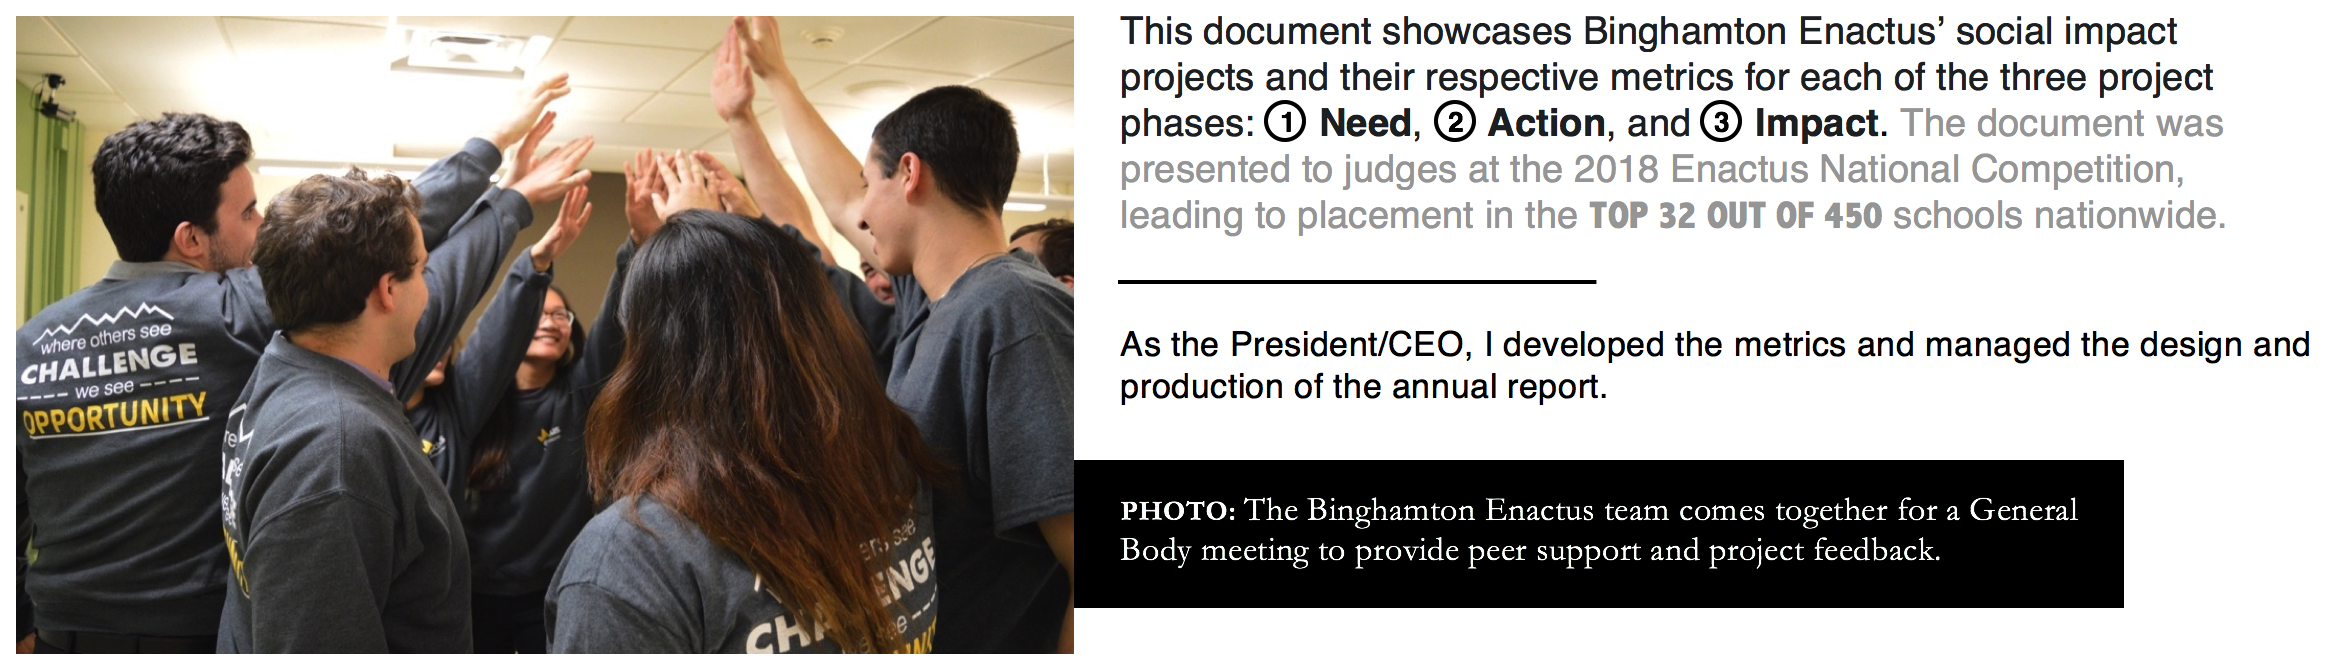 This document showcases Binghamton Enactus’ social impact
projects and their respective metrics for each of the three project
phases: ① Need, ② Action, and ③ Impact. The document was
presented to judges at the 2018 Enactus National Competition,
leading to placement in the TOP 32 OUT OF 450 schools nationwide.
As the President/CEO, I developed the metrics and managed the design and
production of the annual report.
PHOTO: The Binghamton Enactus team comes together for a General
Body meeting to provide peer support and project feedback.
where others see
CHALLENGE
we see
OPPORTUNITY
see